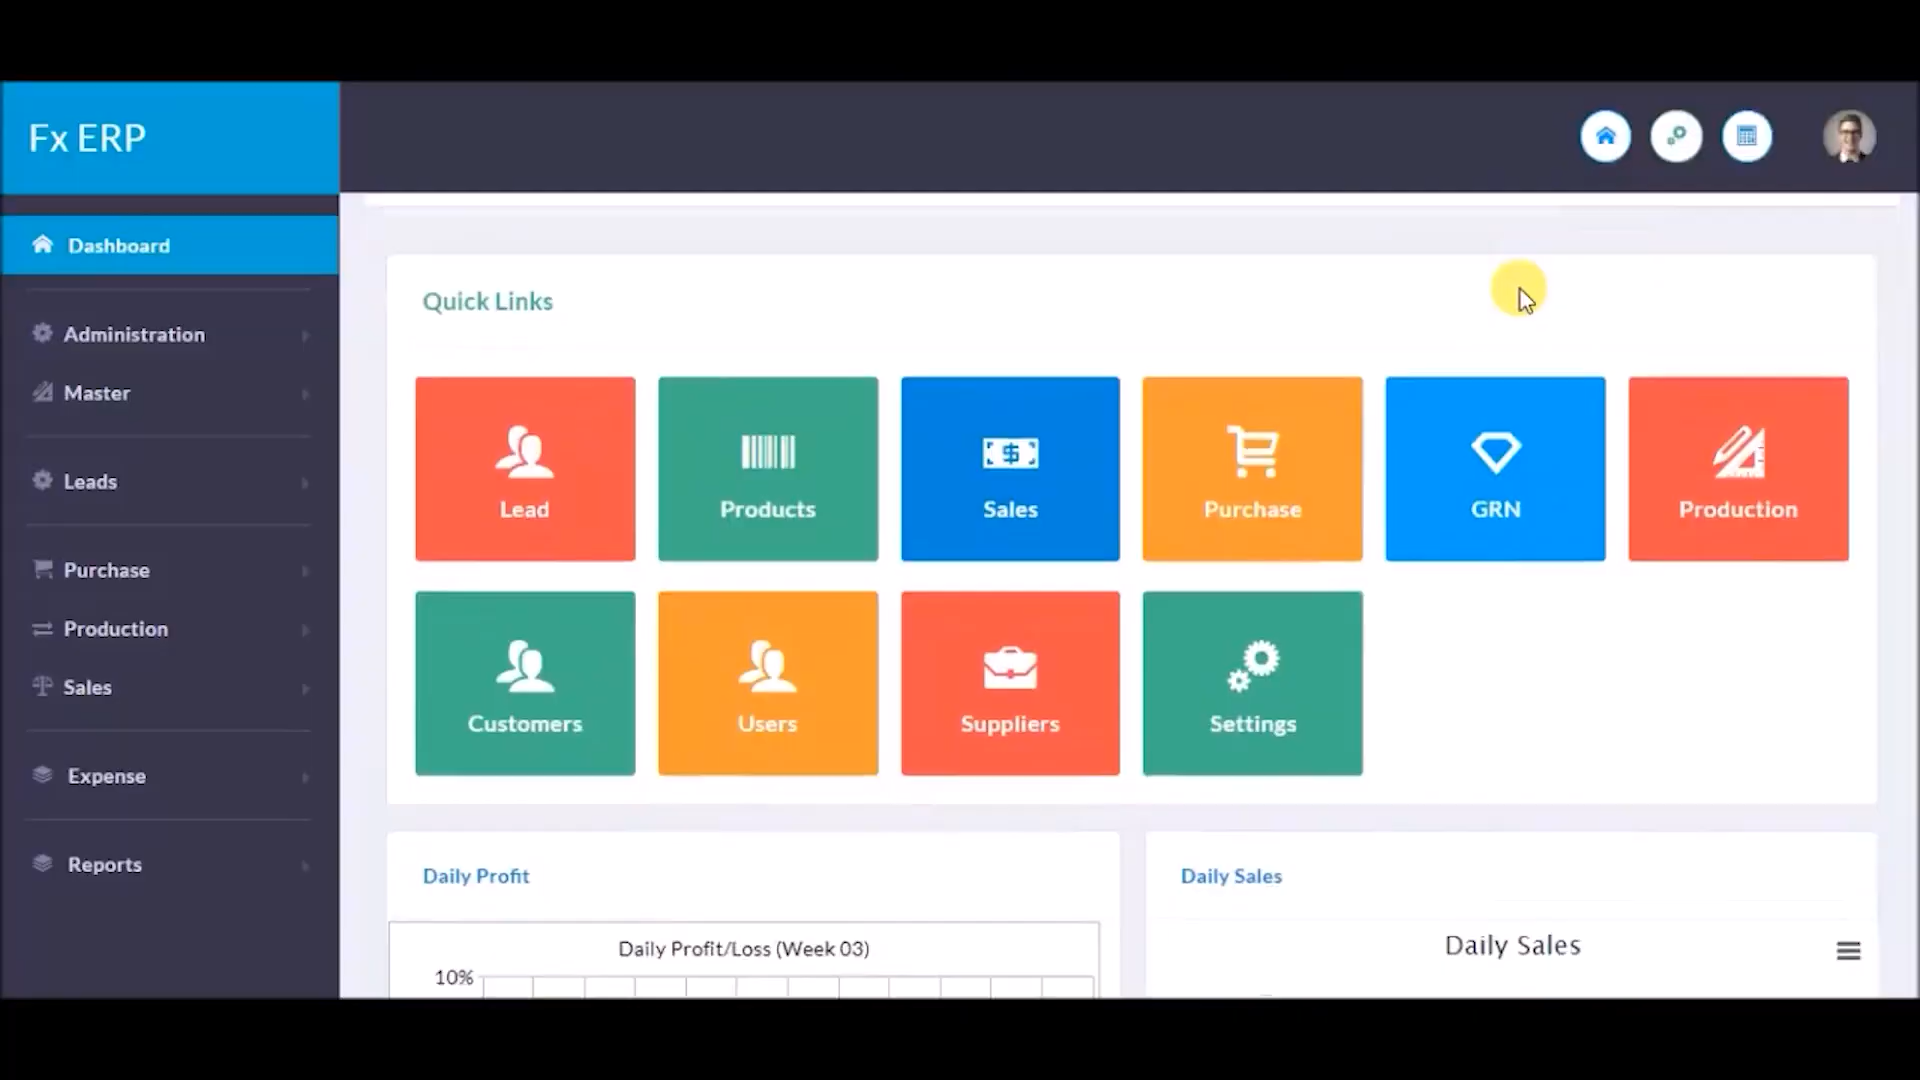 Fx ERP
Dashboard
Administration
Master
Leads
Purchase
Production
Sales
Expense
Reports
Quick Links
Lead
Products
Sales
Purchase
GRN
Production
Customers
Users
Suppliers
Settings
Daily Profit
Daily Profit/Loss (Week 03)
10%
Daily Sales
Daily Sales